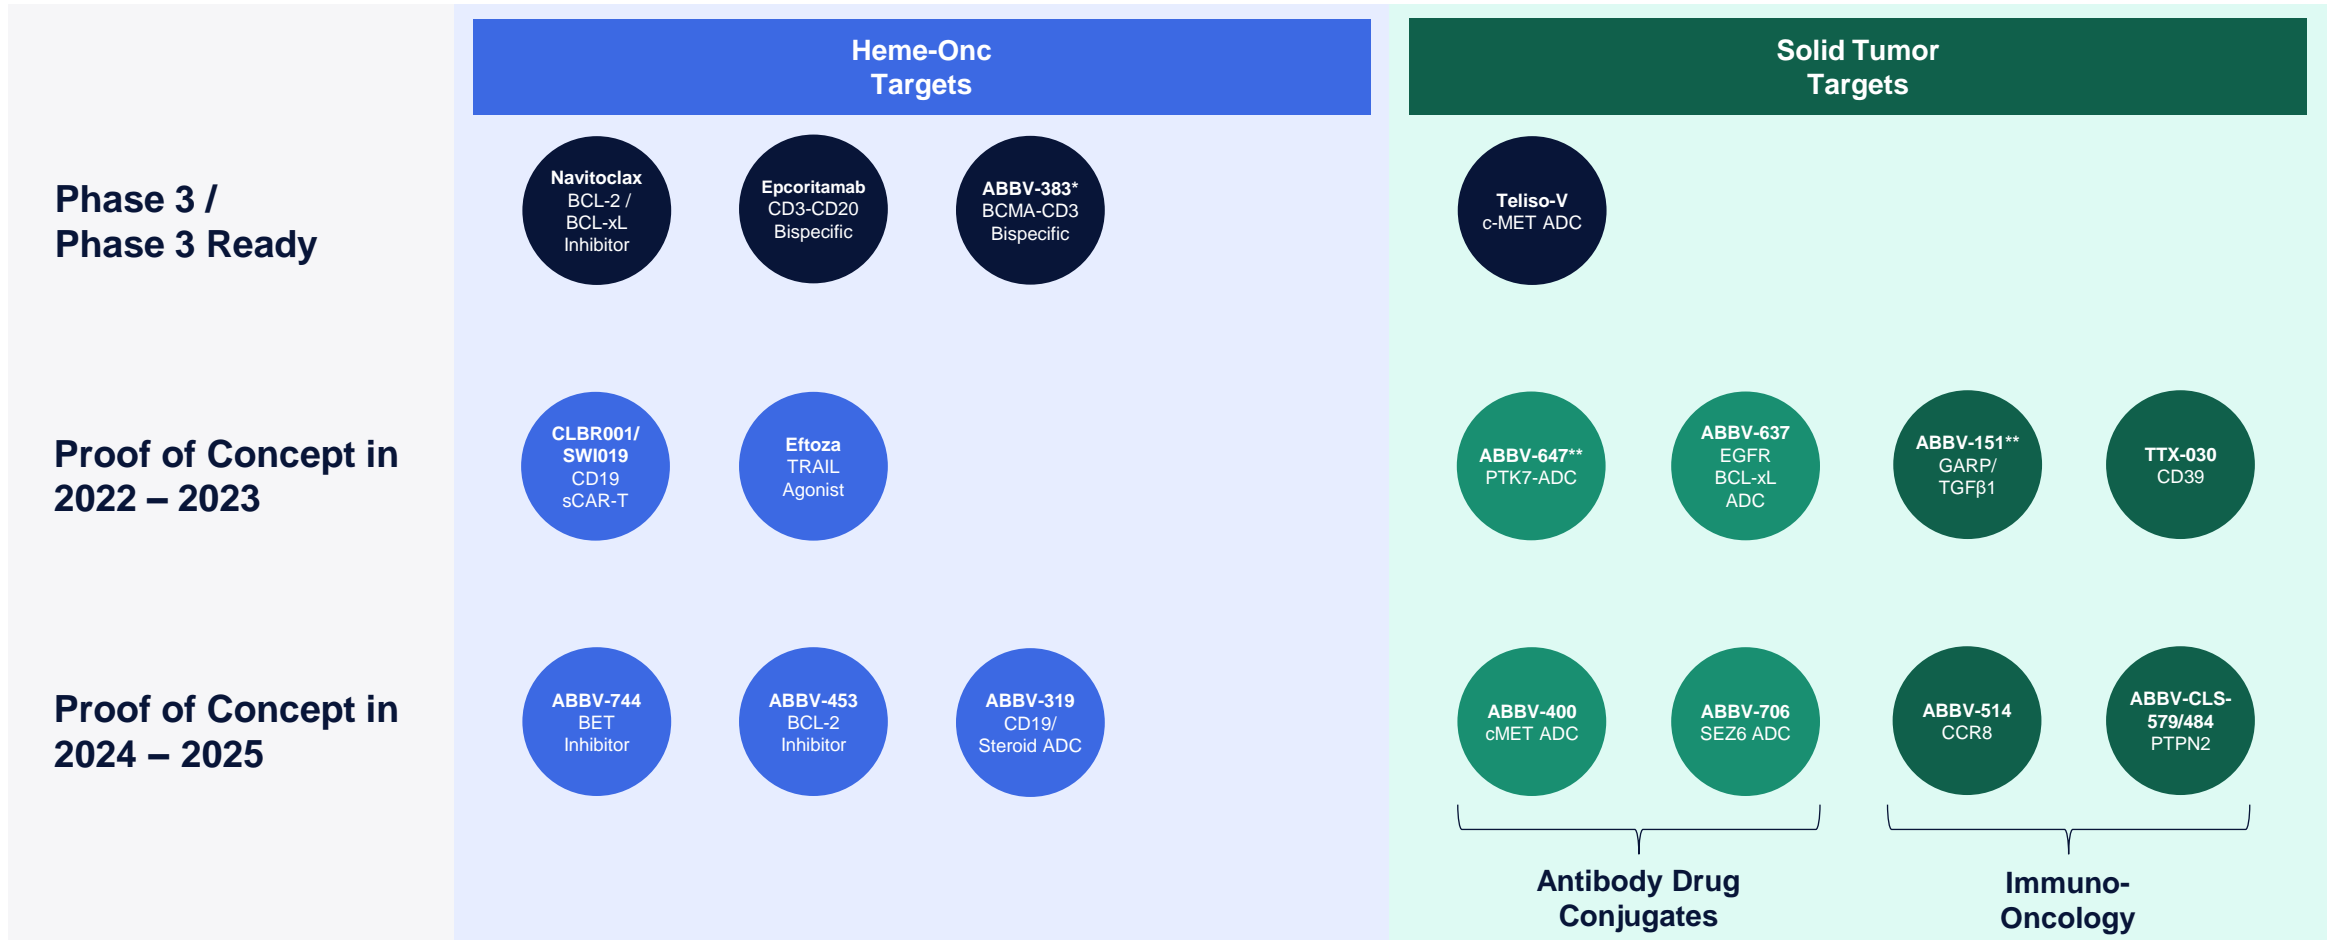 Heme-Onc
Targets
Solid Tumor
Targets
Phase 3 /
Phase 3 Ready
Navitoclax
BCL-2 /
BCL-xL
Inhibitor
Epcoritamab
CD3-CD20
Bispecific
ABBV-383*
BCMA-CD3
Bispecific
Teliso-V
c-MET ADC
Proof of Concept in
2022 – 2023
CLBR001/
SWI019
CD19
sCAR-T
Eftoza
TRAIL
Agonist
ABBV-647**
PTK7-ADC
ABBV-637
EGFR
BCL-xL
ADC
ABBV-151**
GARP/
TGFβ1
TTX-030
CD39
Proof of Concept in
2024 – 2025
ABBV-744
BET
Inhibitor
ABBV-453
BCL-2
Inhibitor
ABBV-319
CD19/
Steroid ADC
ABBV-400
cMET ADC
ABBV-706
SEZ6 ADC
ABBV-514
CCR8
ABBV-CLS-
579/484
PTPN2
Antibody Drug
Conjugates
Immuno-
Oncology